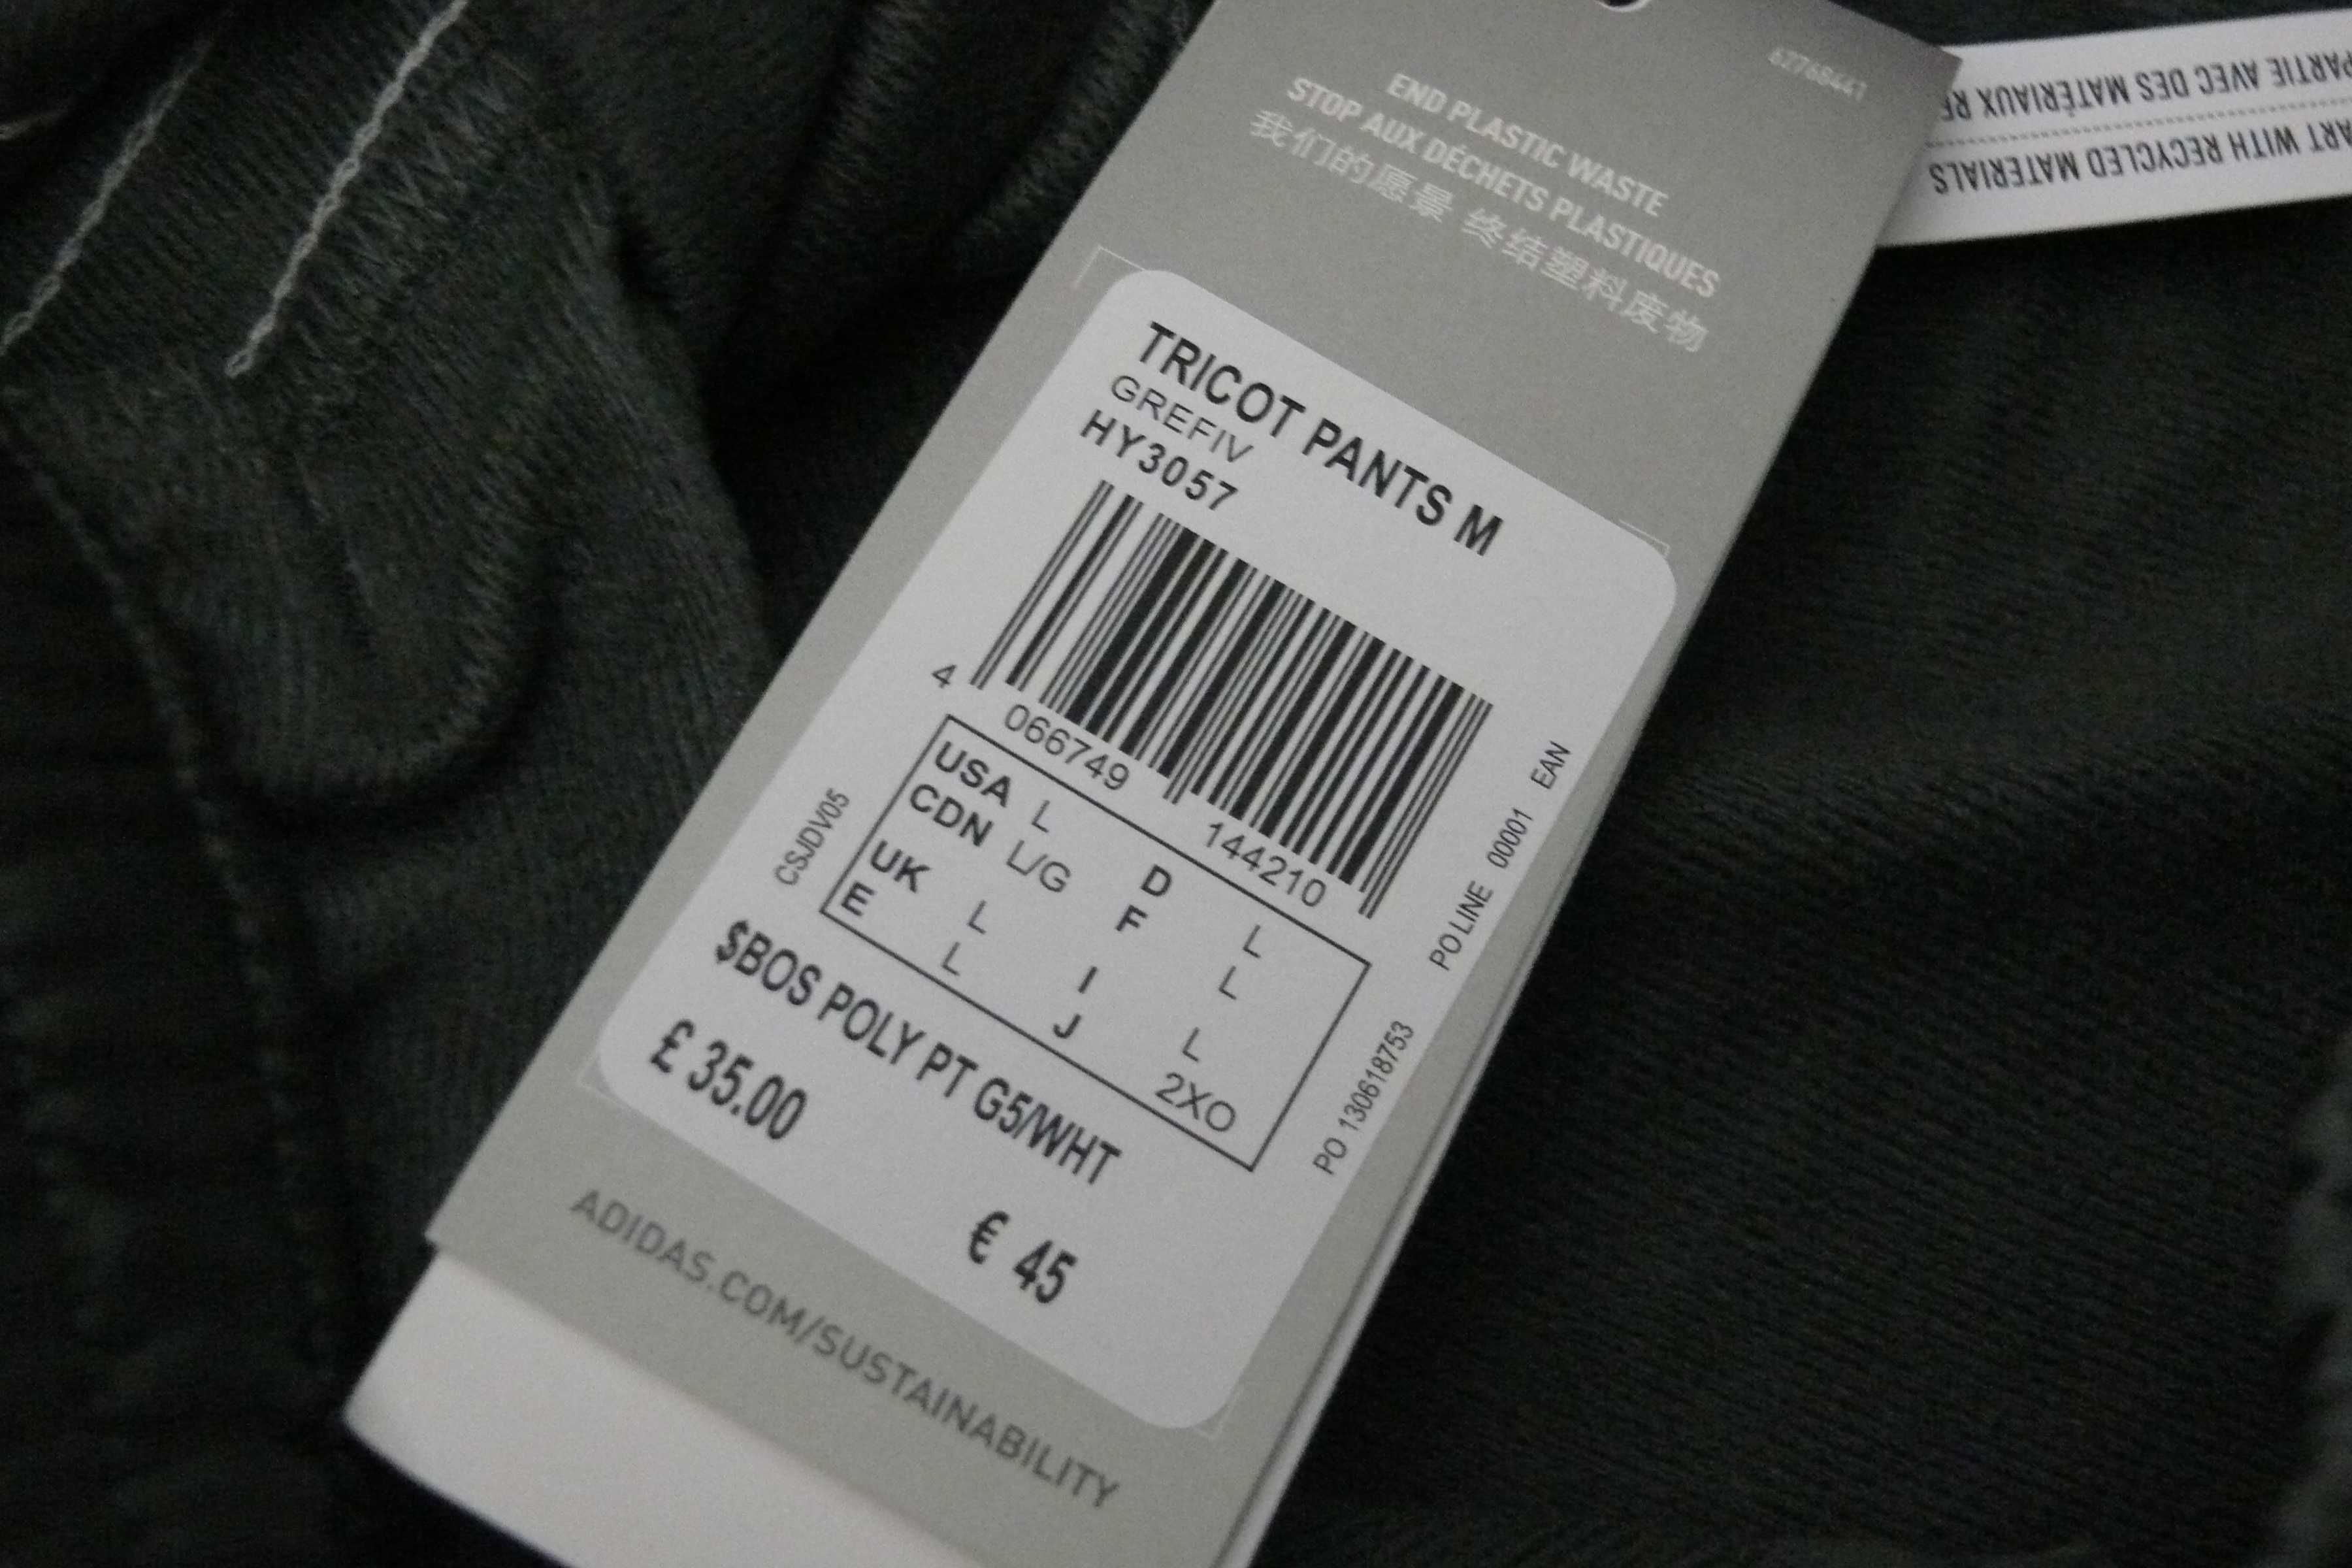 62768441
END PLASTIC WASTE
STOP AUX DÉCHETS PLASTIQUES
我们的愿景 终结塑料废物
TRICOT PANTS M
GREFIV
HY3057
4 066749 144210
USA L D L
CDN L/G F L
UK L I L
E L J 2XO
CSJDV05
PO 130618753 PO LINE 00001 EAN
$BOS POLY PT G5/WHT
£ 35.00 € 45
ADIDAS.COM/SUSTAINABILITY
ART WITH RECYCLED MATERIALS
PARTIE AVEC DES MATÉRIAUX RE